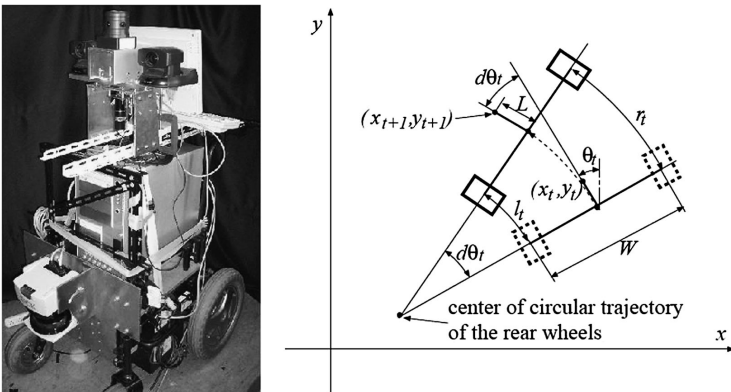 y
dθt
L
(xt+1,yt+1)
rt
θt
(xt,yt)
lt
W
dθt
center of circular trajectory
of the rear wheels
x